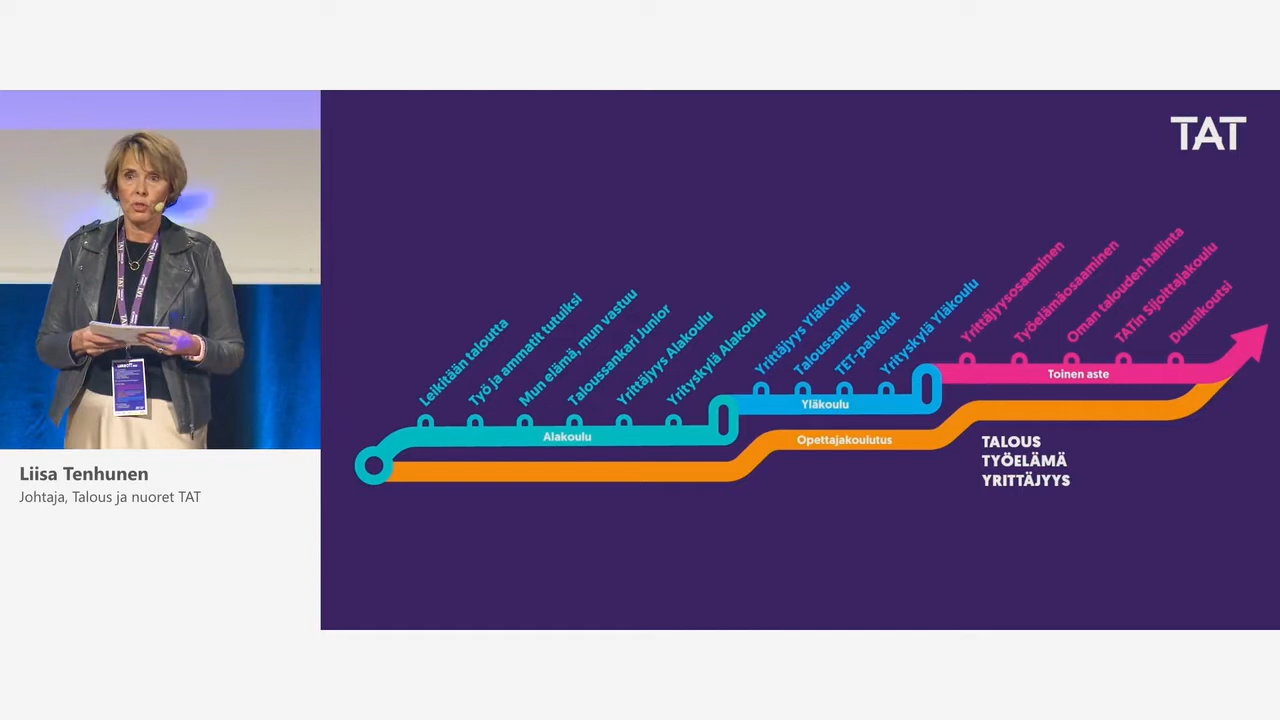 TAT
Leikitään taloutta
Työ ja ammatit tutuiksi
Mun elämä, mun vastuu
Taloussankari Junior
Yrittäjyys Alakoulu
Yrityskylä Alakoulu
Yrittäjyys Yläkoulu
Taloussankari
TET-palvelut
Yrityskylä Yläkoulu
Yrittäjyysosaaminen
Työelämäosaaminen
Oman talouden hallinta
TATin Sijoittajakoulu
Duunikoutsi
Alakoulu
Yläkoulu
Toinen aste
Opettajakoulutus
TALOUS
TYÖELÄMÄ
YRITTÄJYYS
TAT
TAT
Liisa Tenhunen
Johtaja, Talous ja nuoret TAT